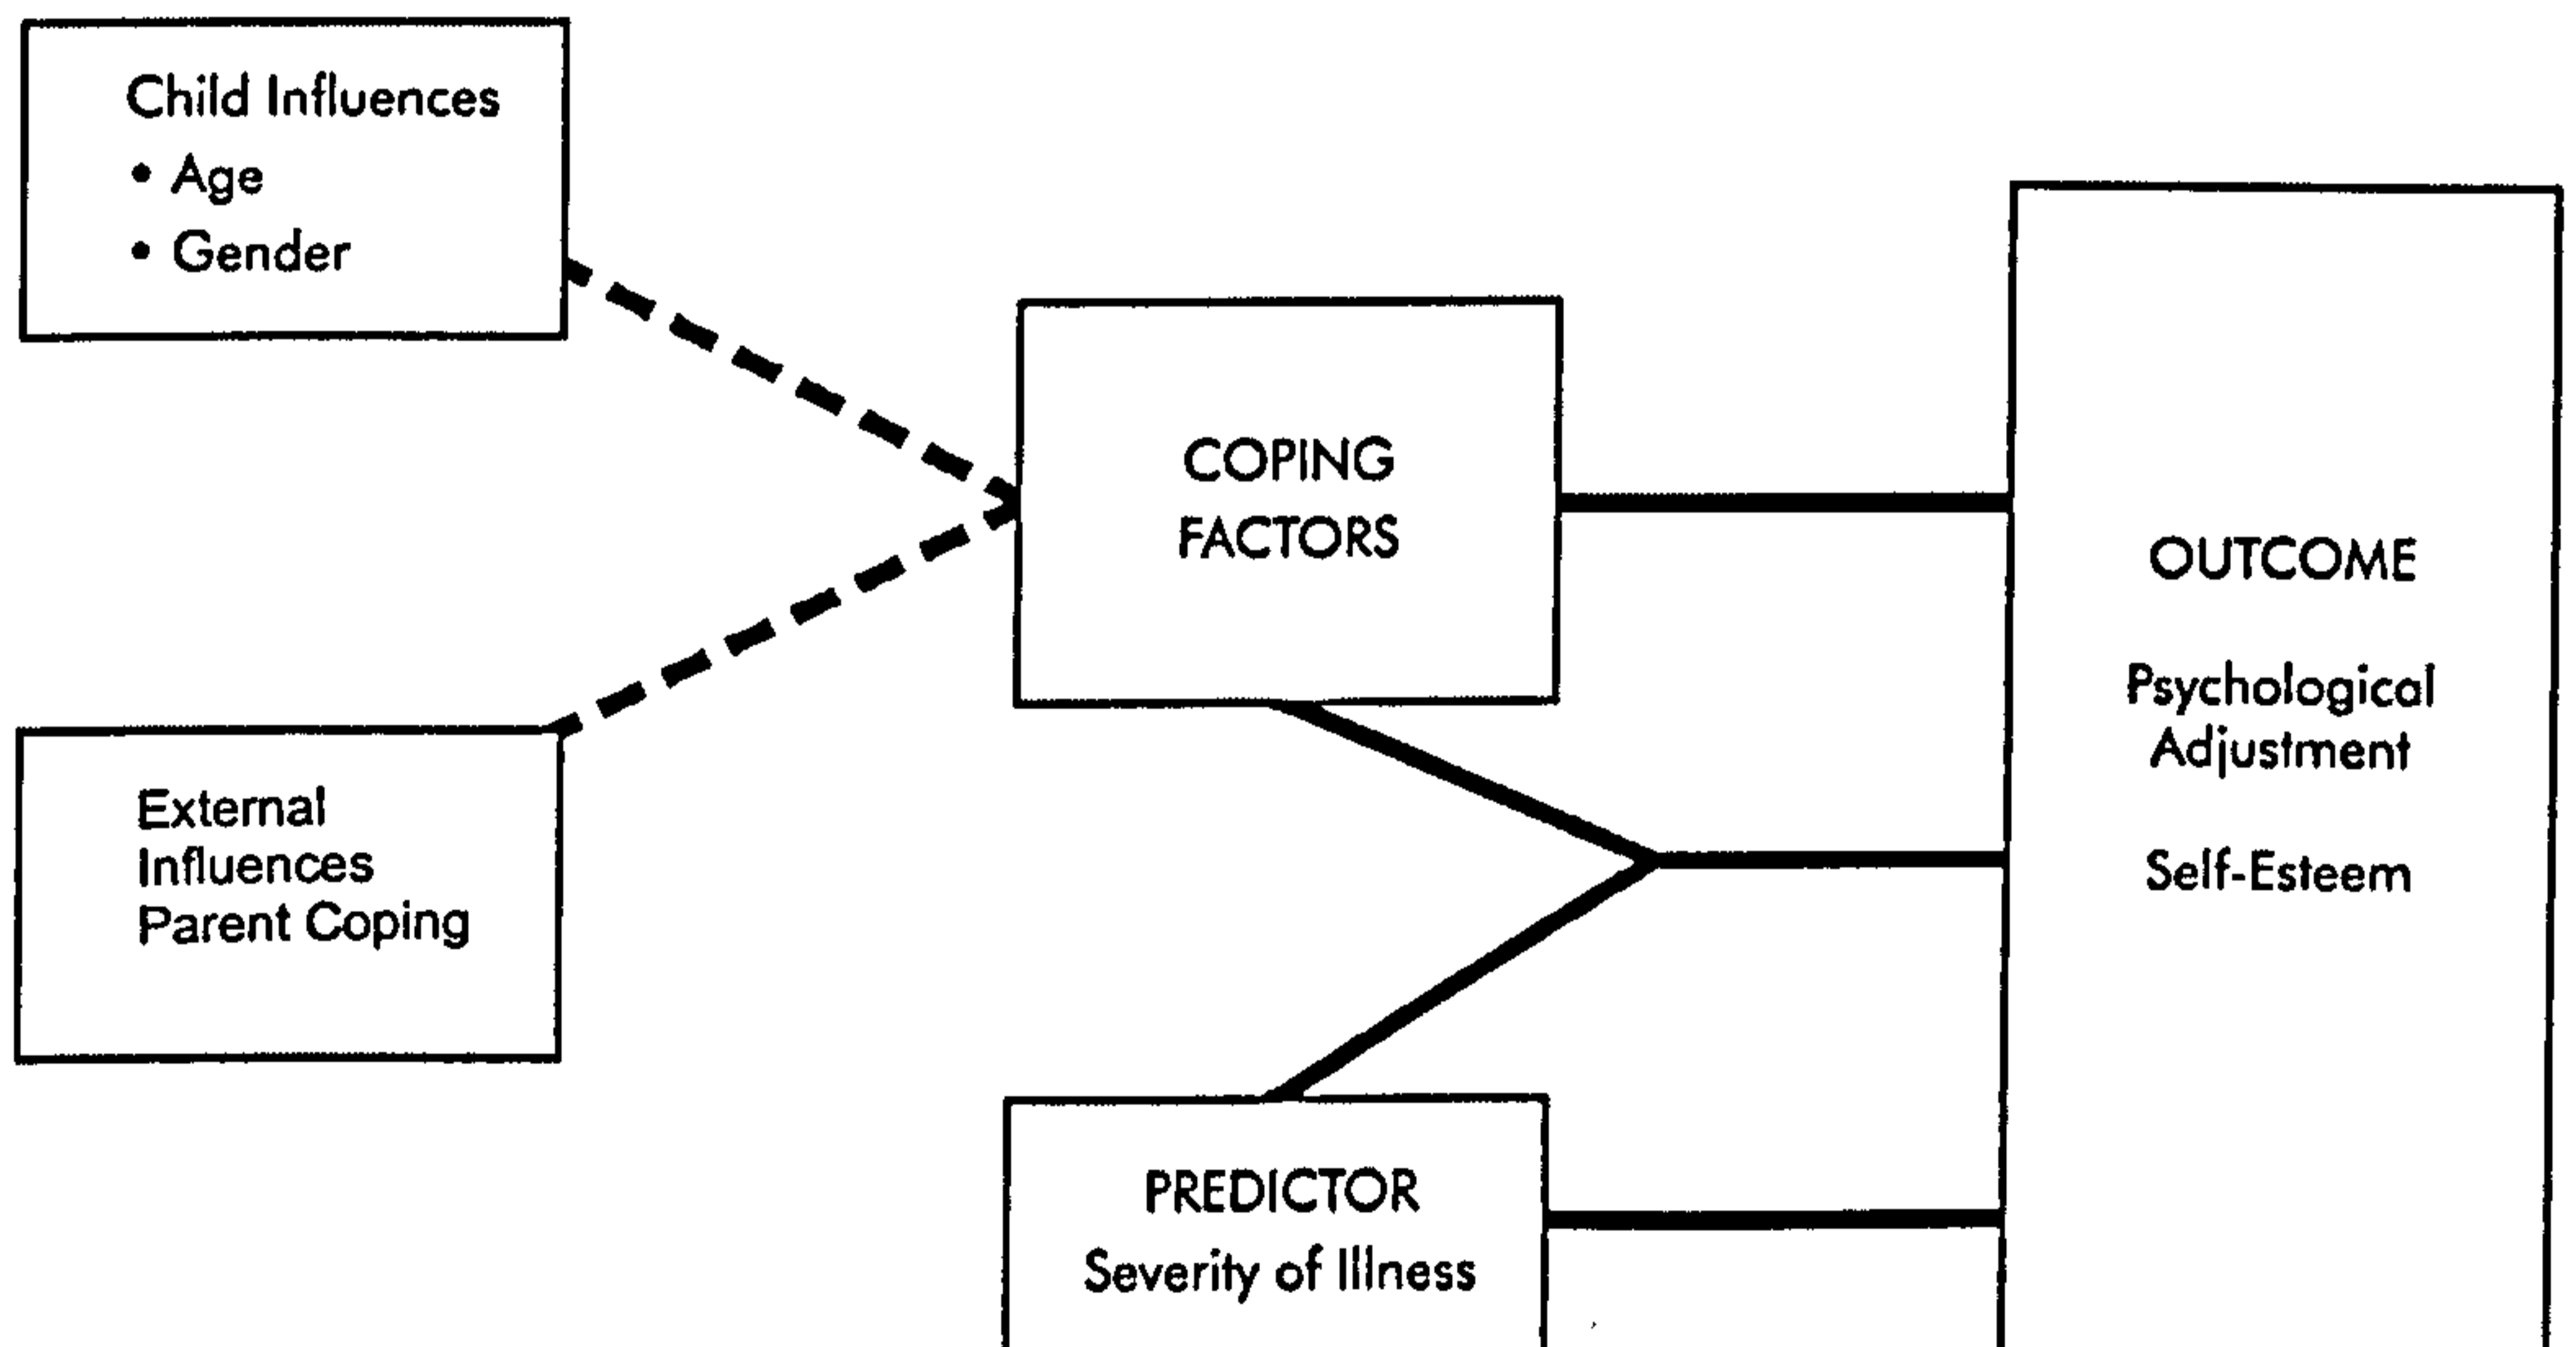 Child Influences
• Age
• Gender
COPING
FACTORS
OUTCOME
Psychological
Adjustment
Self-Esteem
External
Influences
Parent Coping
PREDICTOR
Severity of Illness